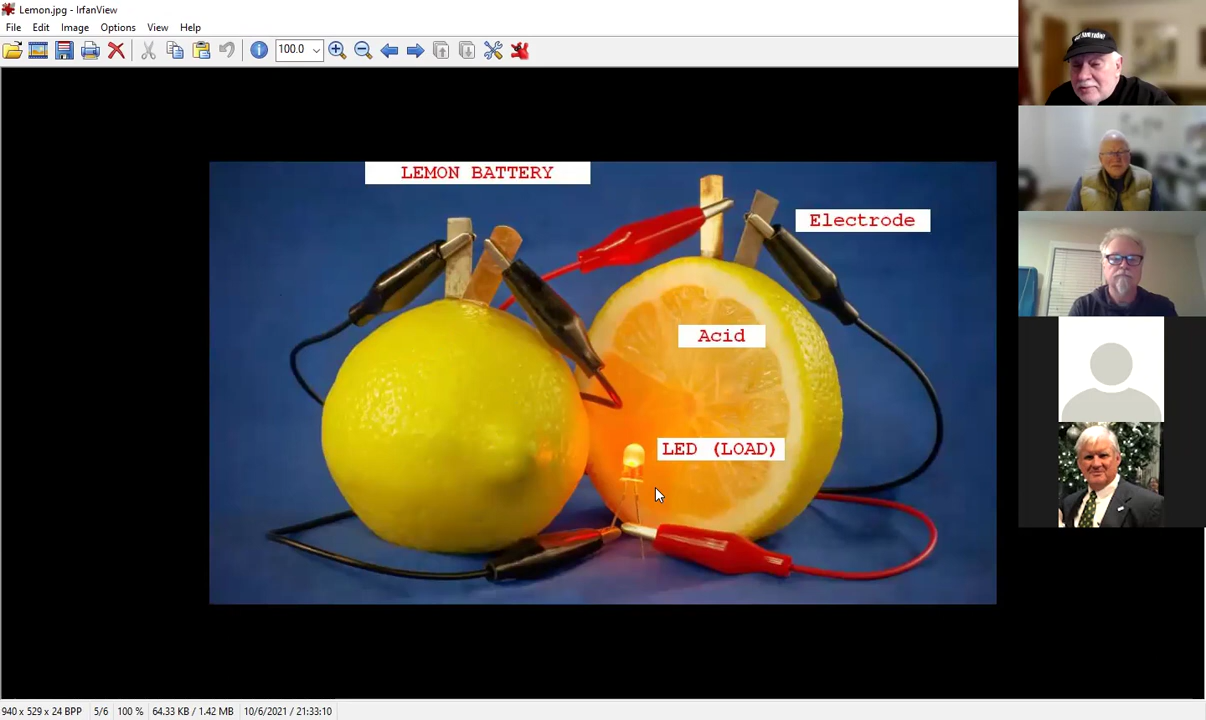 Lemon.jpg - IrfanView
File Edit Image Options View Help
100.0
LEMON BATTERY
Electrode
Acid
LED (LOAD)
940 x 529 x 24 BPP 5/6 100 % 64.33 KB / 1.42 MB 10/6/2021 / 21:33:10